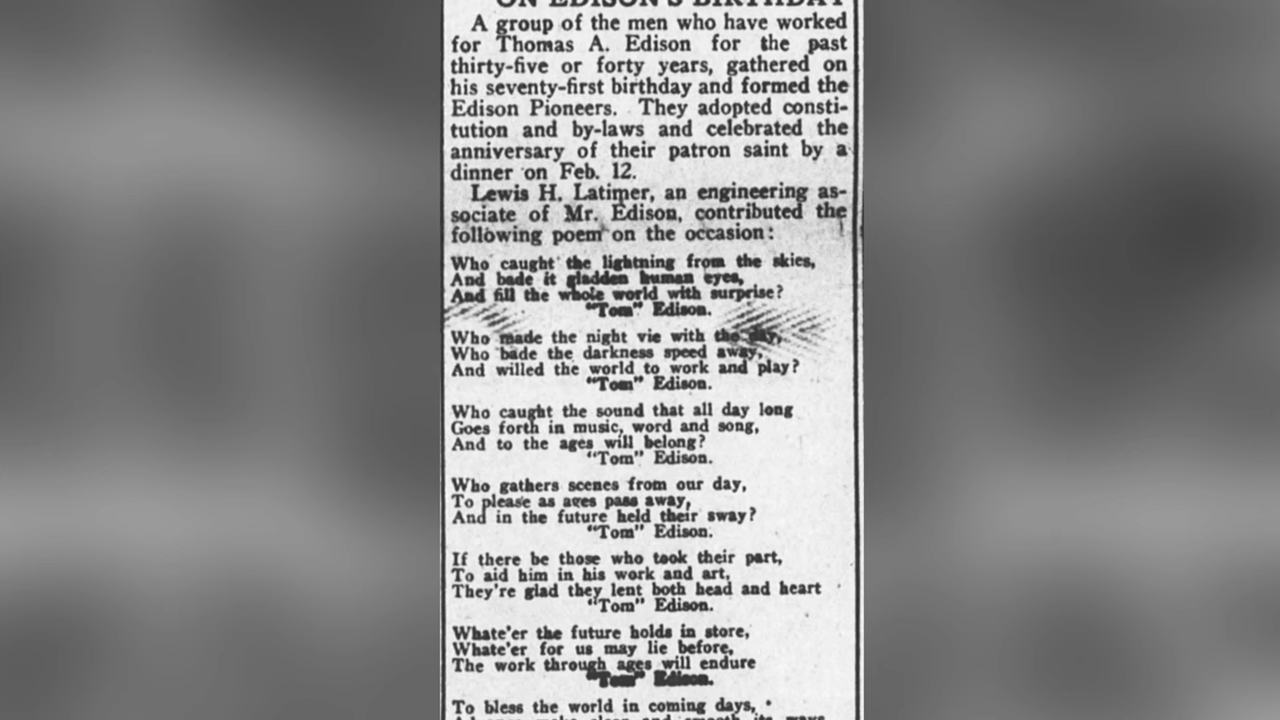 ON EDISON'S BIRTHDAY
A group of the men who have worked
for Thomas A. Edison for the past
thirty-five or forty years, gathered on
his seventy-first birthday and formed the
Edison Pioneers. They adopted consti-
tution and by-laws and celebrated the
anniversary of their patron saint by a
dinner on Feb. 12.
Lewis H. Latimer, an engineering as-
sociate of Mr. Edison, contributed the
following poem on the occasion:
Who caught the lightning from the skies,
And bade it gladden human eyes,
And fill the whole world with surprise?
"Tom" Edison.
Who made the night vie with the day,
Who bade the darkness speed away,
And willed the world to work and play?
"Tom" Edison.
Who caught the sound that all day long
Goes forth in music, word and song,
And to the ages will belong?
"Tom" Edison.
Who gathers scenes from our day,
To please as ages pass away,
And in the future held their sway?
"Tom" Edison.
If there be those who took their part,
To aid him in his work and art,
They're glad they lent both head and heart
"Tom" Edison.
Whate'er the future holds in store,
Whate'er for us may lie before,
The work through ages will endure
"Tom" Edison.
To bless the world in coming days,
make clean and smooth its ways